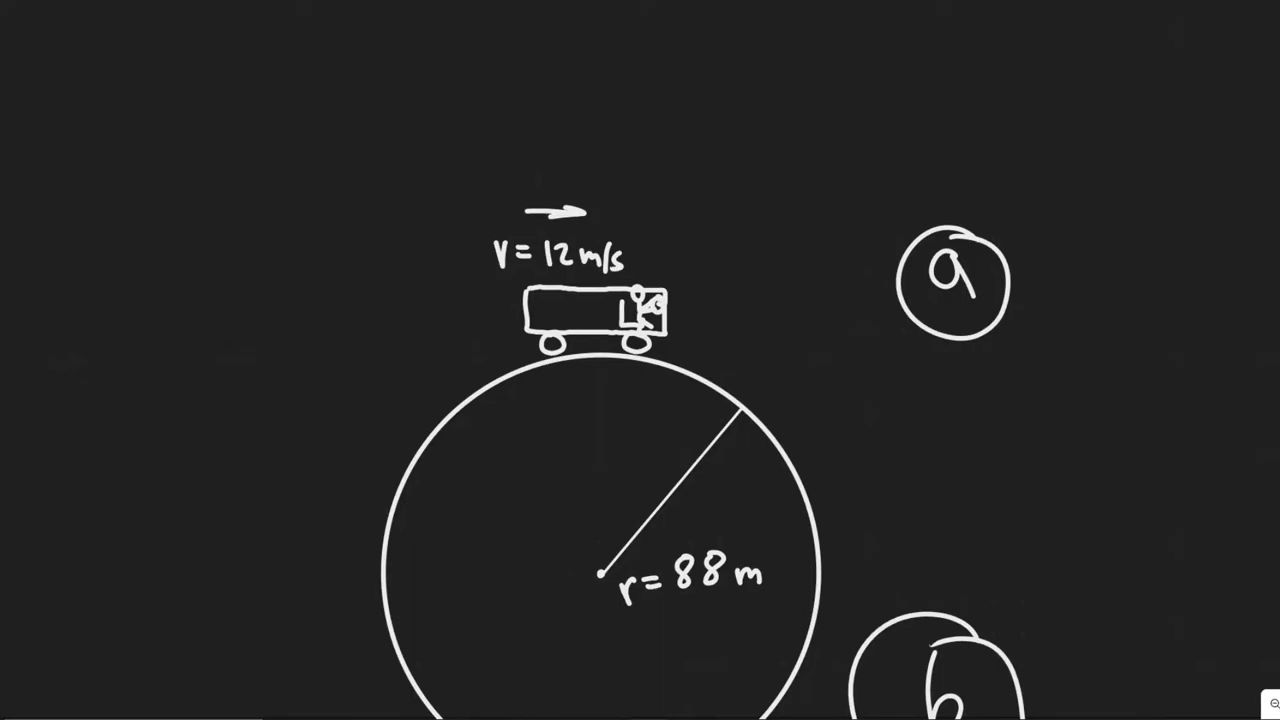 v = 12 m/s
a
r = 88 m
b